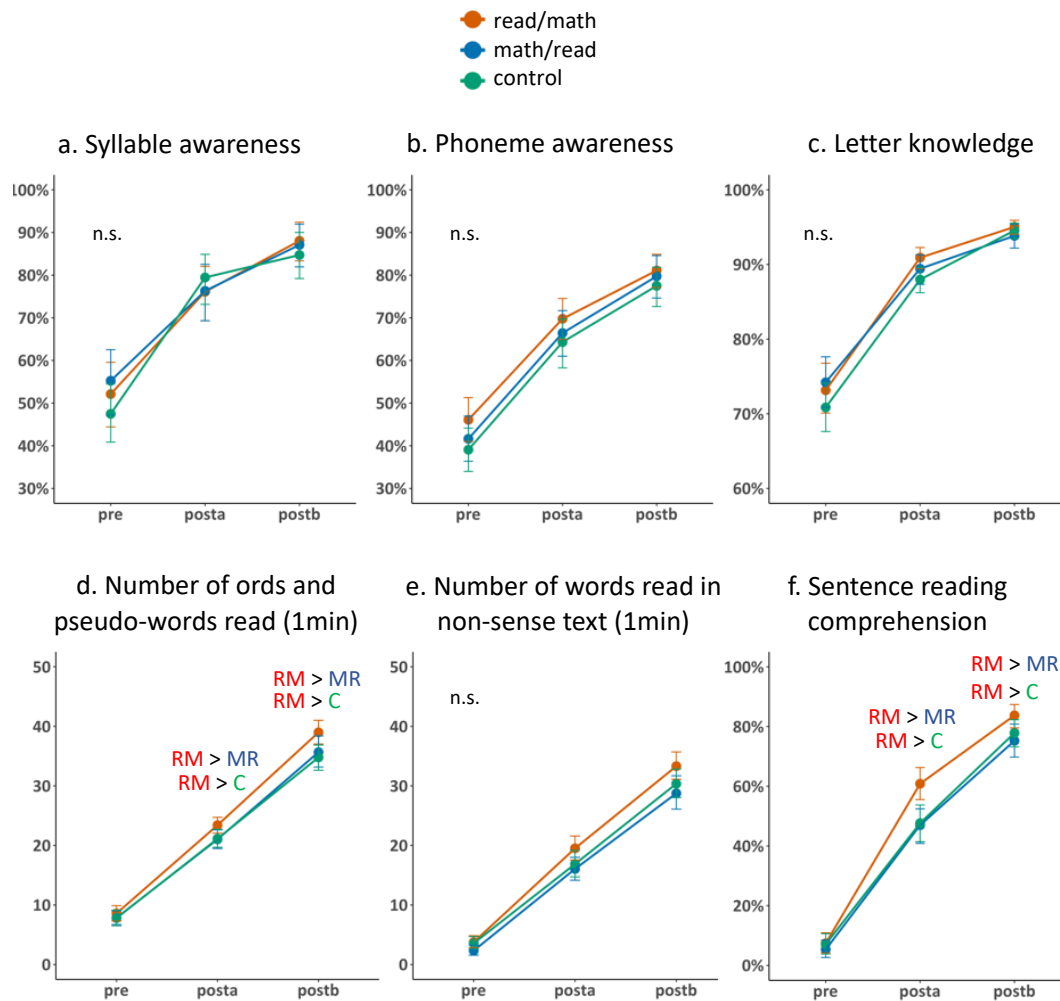 read/math
math/read
control
a. Syllable awareness
b. Phoneme awareness
c. Letter knowledge
100%
90%
80%
70%
60%
50%
40%
30%
n.s.
pre
posta
postb
100%
90%
80%
70%
60%
50%
40%
30%
n.s.
pre
posta
postb
100%
90%
80%
70%
60%
n.s.
pre
posta
postb
d. Number of ords and
pseudo-words read (1min)
e. Number of words read in
non-sense text (1min)
f. Sentence reading
comprehension
50
40
30
20
10
0
RM > MR
RM > C
RM > MR
RM > C
pre
posta
postb
50
40
30
20
10
0
n.s.
pre
posta
postb
100%
80%
60%
40%
20%
0%
RM > MR
RM > C
RM > MR
RM > C
pre
posta
postb